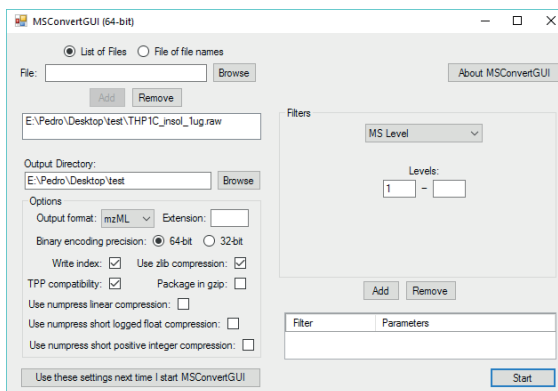 MSConvertGUI (64-bit)
List of Files File of file names
File: Browse About MSConvertGUI
Add Remove
E:\Pedro\Desktop\test\THP1C_insol_1ug.raw
Output Directory:
E:\Pedro\Desktop\test Browse
Options
Output format: mzML Extension:
Binary encoding precision: 64-bit 32-bit
Write index: Use zlib compression:
TPP compatibility: Package in gzip:
Use numpress linear compression:
Use numpress short logged float compression:
Use numpress short positive integer compression:
Use these settings next time I start MSConvertGUI
Filters
MS Level
Levels:
1 -
Add Remove
Filter Parameters
Start